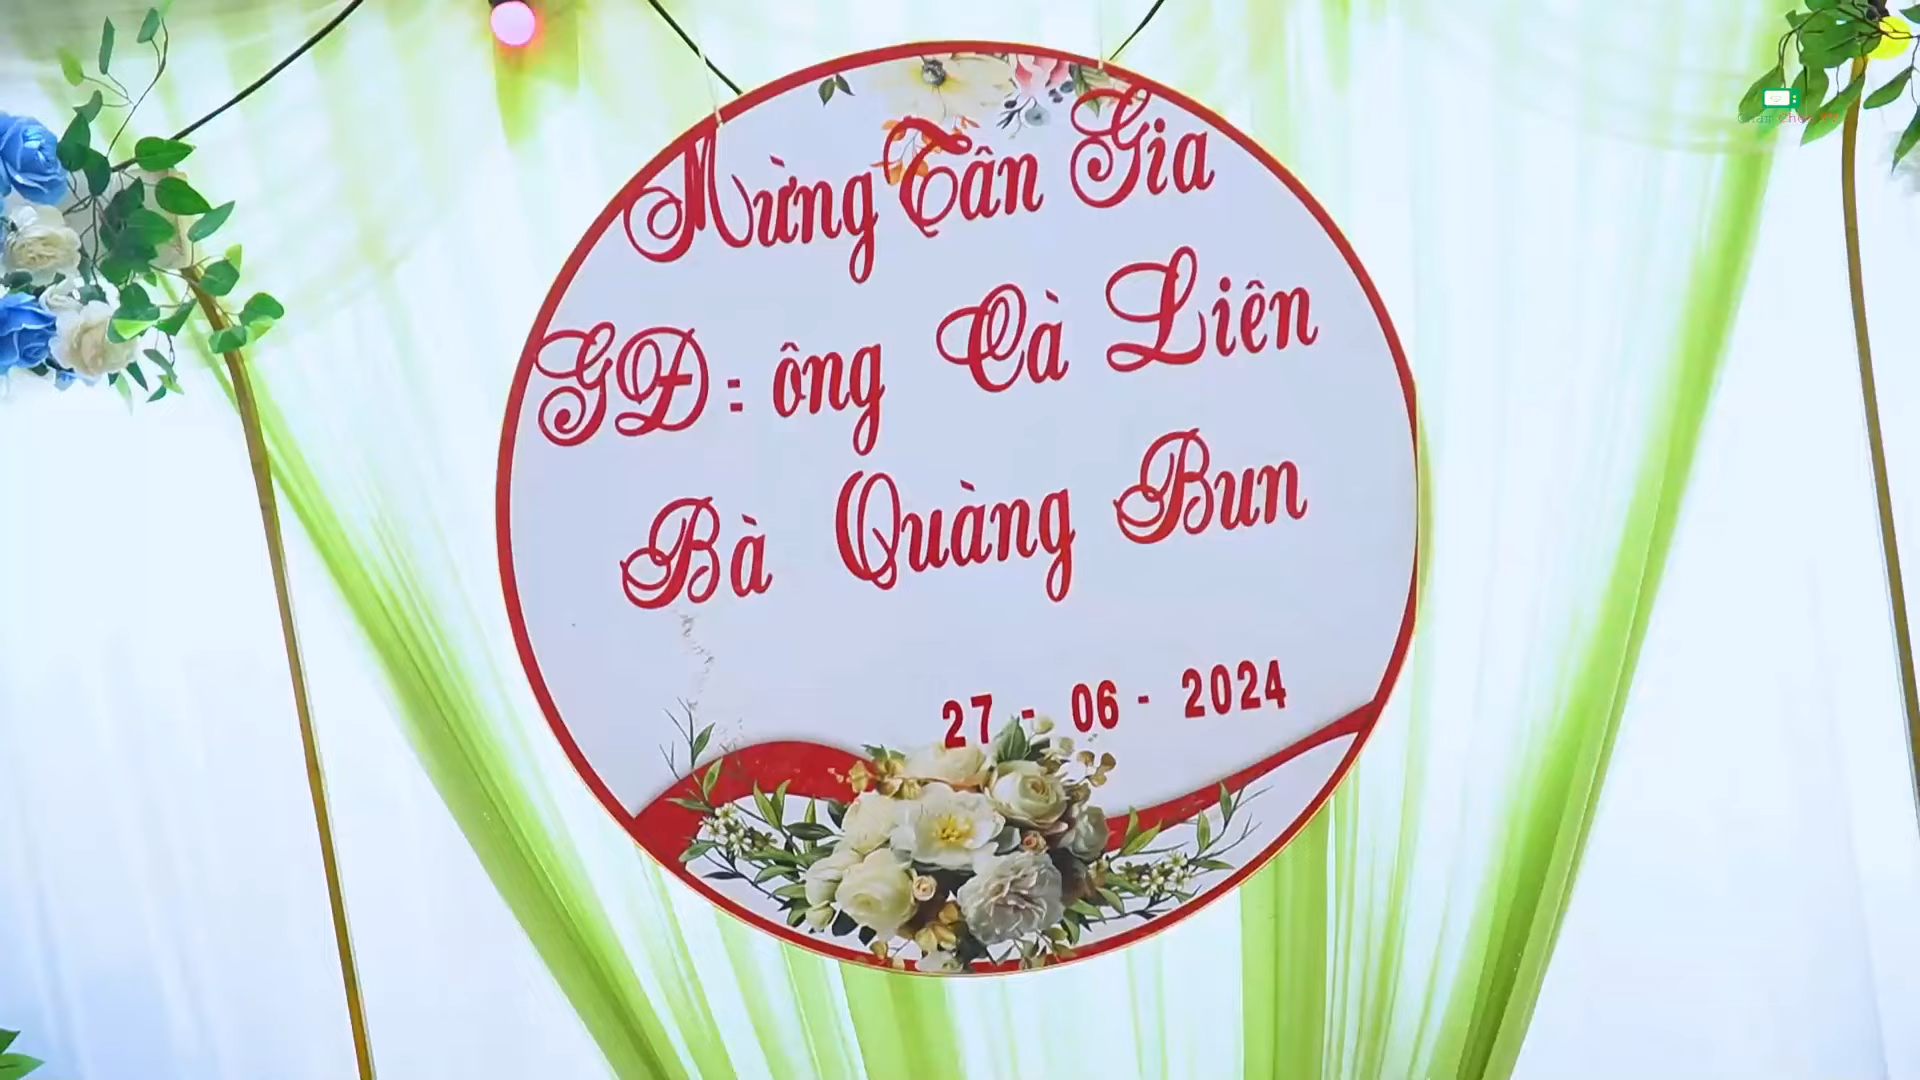 Mừng Tân Gia
GĐ: ông Cà Liên
Bà Quàng Bun
27 - 06 - 2024